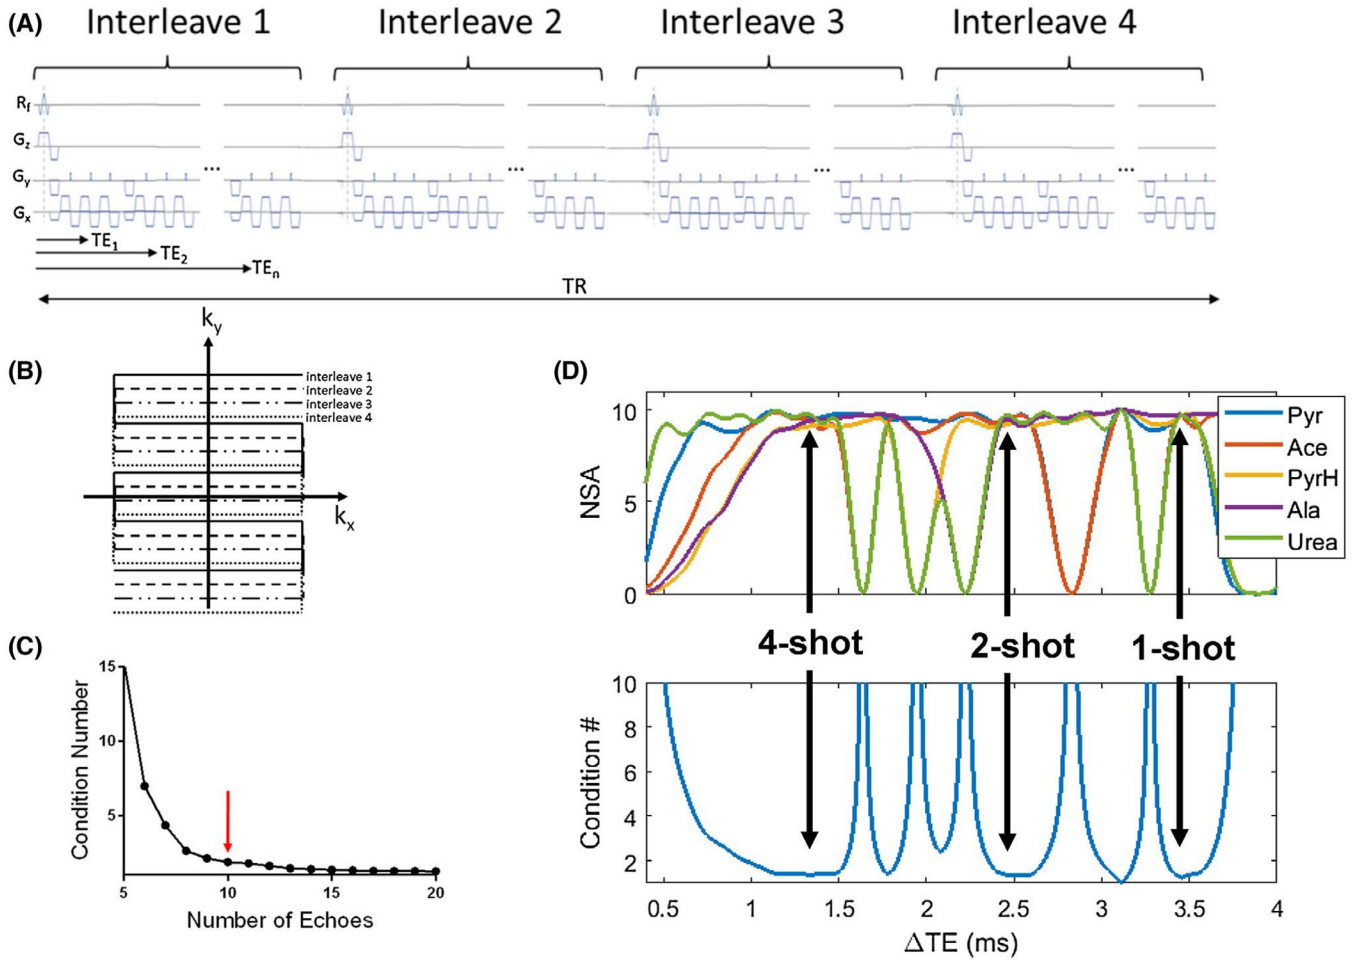 (A)
Interleave 1
Interleave 2
Interleave 3
Interleave 4
Rf
Gz
Gy
Gx
...
...
...
...
TE1
TE2
TEn
TR
(B)
ky
interleave 1
interleave 2
interleave 3
interleave 4
kx
(C)
Condition Number
15
10
5
5
10
15
20
Number of Echoes
(D)
NSA
10
5
0
Pyr
Ace
PyrH
Ala
Urea
4-shot
2-shot
1-shot
Condition #
10
8
6
4
2
0.5
1
1.5
2
2.5
3
3.5
4
ΔTE (ms)